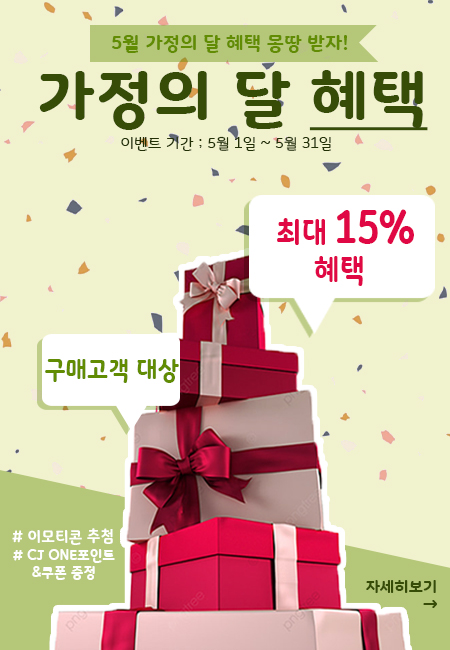 5월 가정의 달 혜택 몽땅 받자!
가정의 달 혜택
이벤트 기간 ; 5월 1일 ~ 5월 31일
최대 15%
혜택
구매고객 대상
# 이모티콘 추첨
# CJ ONE포인트
&쿠폰 증정
자세히보기
→